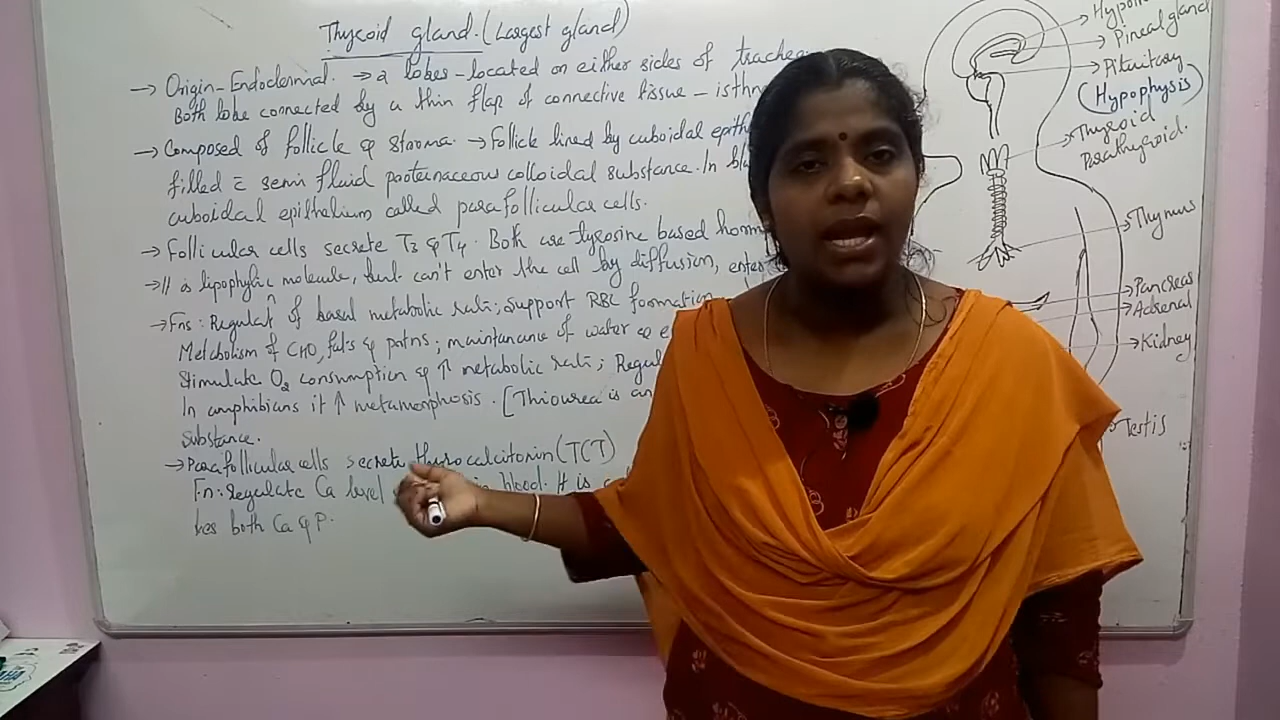 Thyroid gland. (Largest gland)
→ Origin-Endodermal. → 2 lobes - located on either sides of trachea
Both lobe connected by a thin flap of connective tissue - isthm
→ Composed of follicle & stroma. → Follicle lined by cuboidal epith
filled c̄ semi fluid proteinaceous colloidal substance. In
cuboidal epithelium called parafollicular cells.
→ Follicular cells secrete T3 & T4. Both are tyrosine based horm
→ is lipophylic molecule, but can't enter the cell by diffusion, enter
→ Fns: Regulatn of basal metabolic rate; support RBC formation
Metabolism of CHO, fats & protns; maintanance of water &
Stimulate O2 consumption & ↑ metabolic rate; Regul
In amphibians it ↑ metamorphosis. [Thiourea is an
substance.
→ Parafollicular cells secrete thyrocalcitonin (TCT)
Fn: regulate Ca level in blood. It is
kes both Ca & P.
Hypoth
Pineal gland
Pituitary
(Hypophysis)
Thyroid
Parathyroid.
Thymus
Pancreas
Adrenal
Kidney
Testis